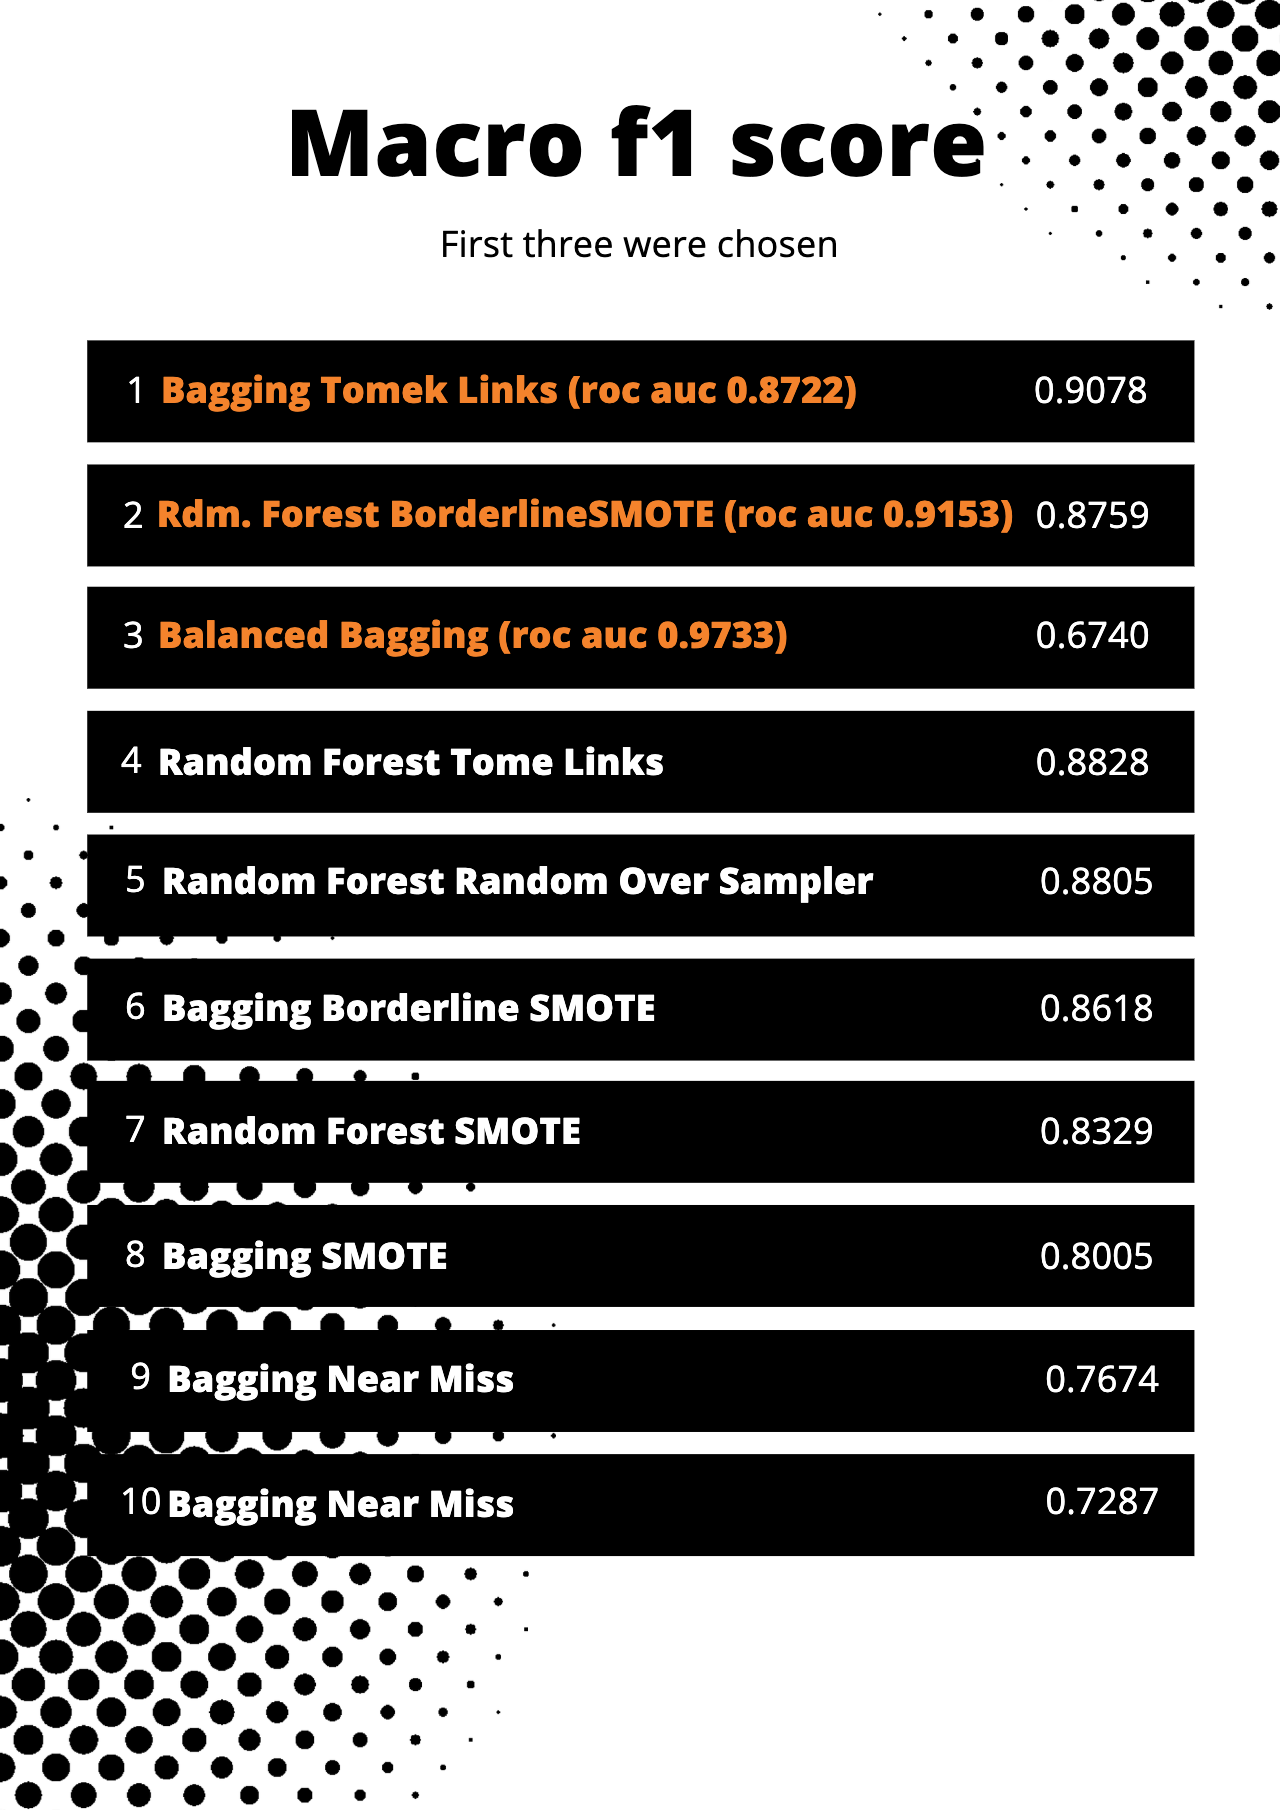 Macro f1 score
First three were chosen
1 Bagging Tomek Links (roc auc 0.8722) 0.9078
2 Rdm. Forest BorderlineSMOTE (roc auc 0.9153) 0.8759
3 Balanced Bagging (roc auc 0.9733) 0.6740
4 Random Forest Tome Links 0.8828
5 Random Forest Random Over Sampler 0.8805
6 Bagging Borderline SMOTE 0.8618
7 Random Forest SMOTE 0.8329
8 Bagging SMOTE 0.8005
9 Bagging Near Miss 0.7674
10 Bagging Near Miss 0.7287